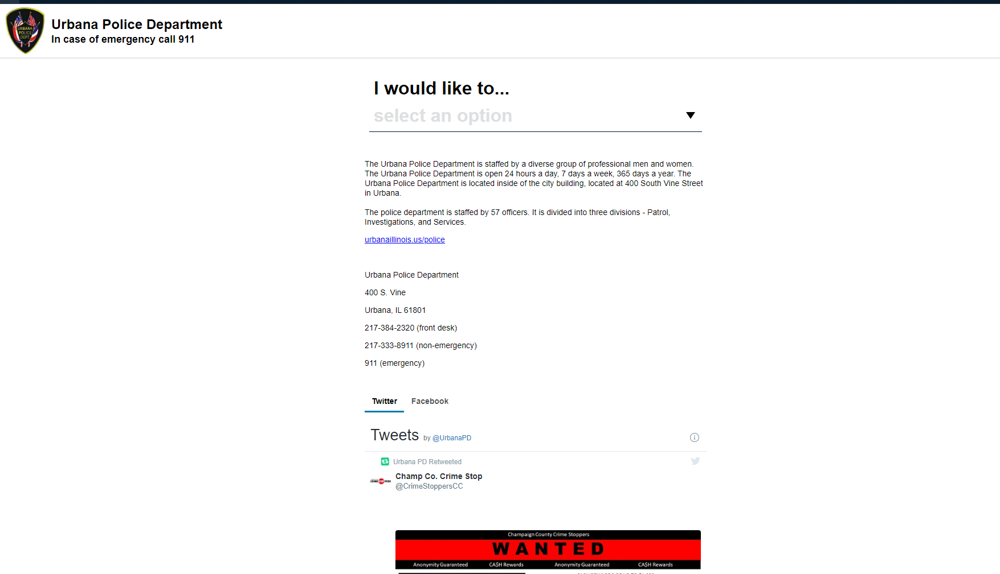 URBANA
POLICE
DEPT
Urbana Police Department
In case of emergency call 911
I would like to...
select an option
The Urbana Police Department is staffed by a diverse group of professional men and women.
The Urbana Police Department is open 24 hours a day, 7 days a week, 365 days a year. The
Urbana Police Department is located inside of the city building, located at 400 South Vine Street
in Urbana.
The police department is staffed by 57 officers. It is divided into three divisions - Patrol,
Investigations, and Services.
urbanaillinois.us/police
Urbana Police Department
400 S. Vine
Urbana, IL 61801
217-384-2320 (front desk)
217-333-8911 (non-emergency)
911 (emergency)
Twitter Facebook
Tweets by @UrbanaPD
Urbana PD Retweeted
Champ Co. Crime Stop
CRIME STOPPERS
@CrimeStoppersCC
Champaign County Crime Stoppers
WANTED
Anonymity Guaranteed CA$H Rewards Anonymity Guaranteed CA$H Rewards